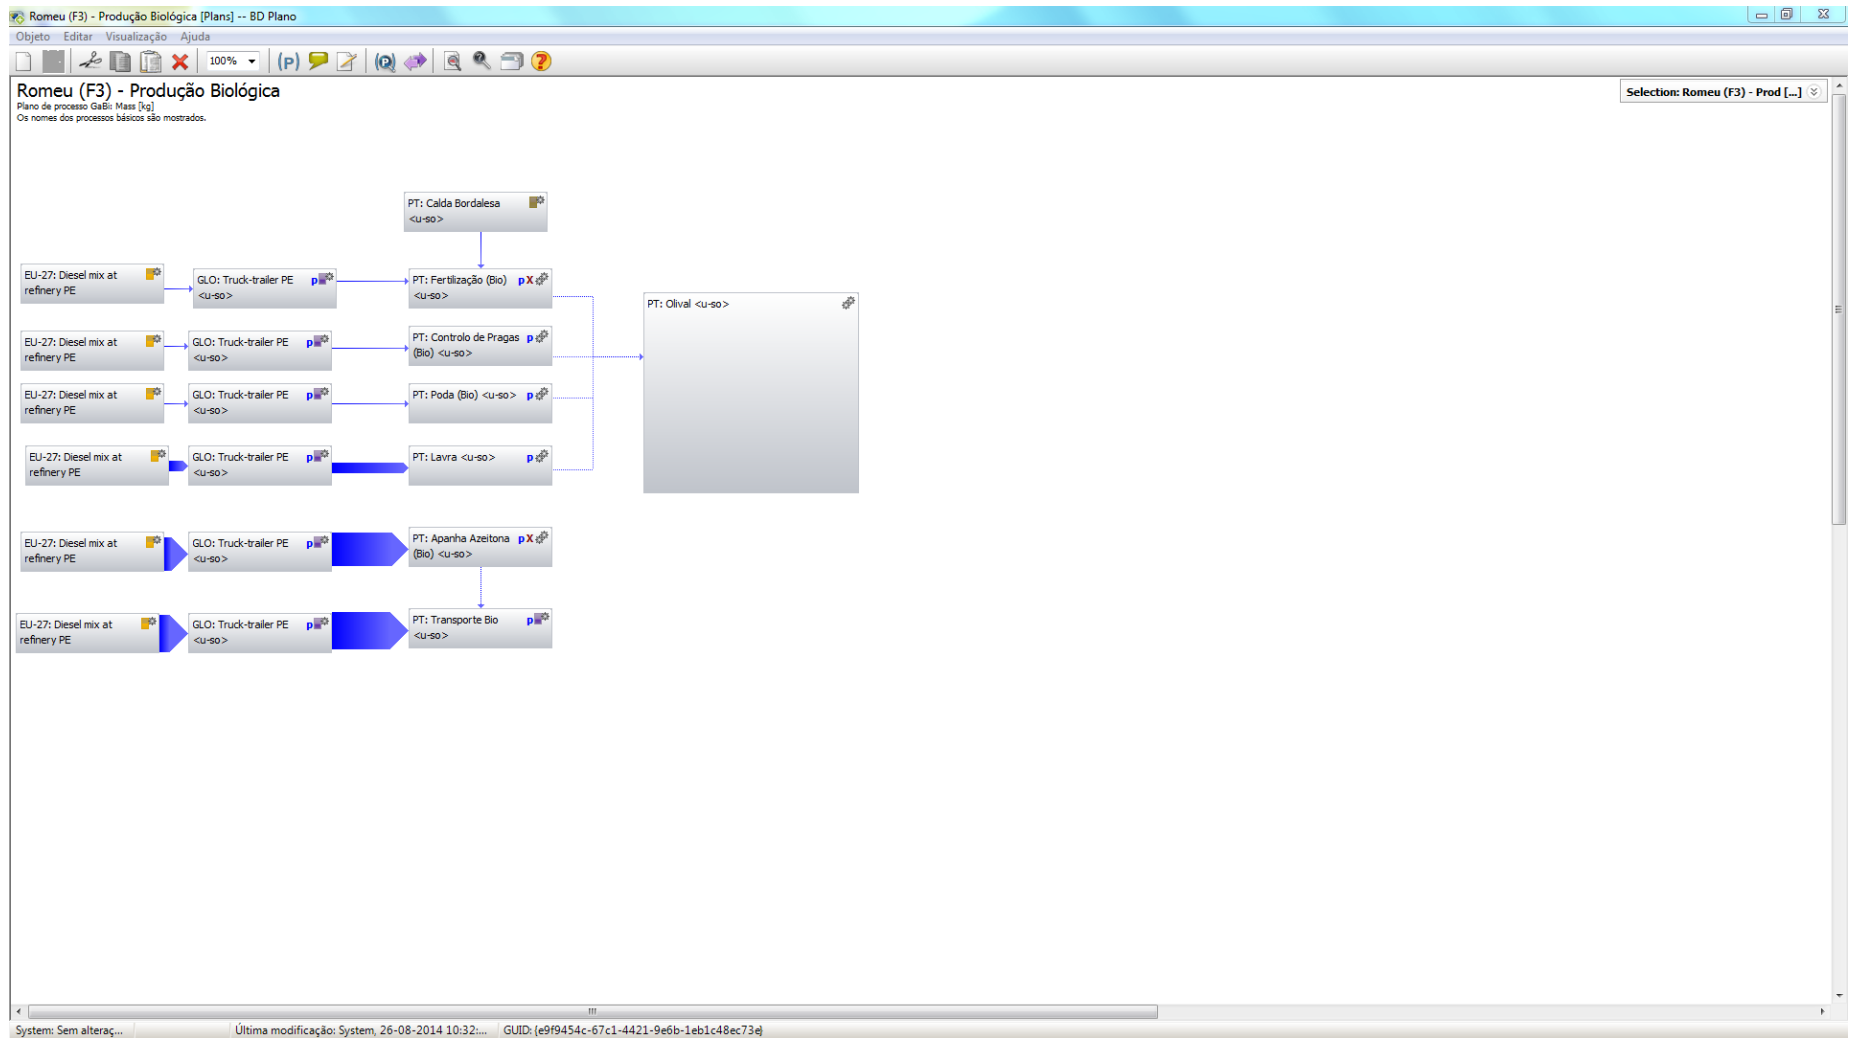 Romeu (F3) - Produção Biológica [Plans] -- BD Plano
Objeto Editar Visualização Ajuda
100% (P)
Romeu (F3) - Produção Biológica
Plano de processo GaBi: Mass [kg]
Os nomes dos processos básicos são mostrados.
Selection: Romeu (F3) - Prod [...]
PT: Calda Bordalesa
<u-so>
EU-27: Diesel mix at
refinery PE
GLO: Truck-trailer PE p
<u-so>
PT: Fertilização (Bio) pX
<u-so>
PT: Olival <u-so>
EU-27: Diesel mix at
refinery PE
GLO: Truck-trailer PE p
<u-so>
PT: Controlo de Pragas p
(Bio) <u-so>
EU-27: Diesel mix at
refinery PE
GLO: Truck-trailer PE p
<u-so>
PT: Poda (Bio) <u-so> p
EU-27: Diesel mix at
refinery PE
GLO: Truck-trailer PE p
<u-so>
PT: Lavra <u-so> p
EU-27: Diesel mix at
refinery PE
GLO: Truck-trailer PE p
<u-so>
PT: Apanha Azeitona pX
(Bio) <u-so>
EU-27: Diesel mix at
refinery PE
GLO: Truck-trailer PE p
<u-so>
PT: Transporte Bio p
<u-so>
System: Sem alteraç... Última modificação: System, 26-08-2014 10:32:... GUID: {e9f9454c-67c1-4421-9e6b-1eb1c48ec73e}